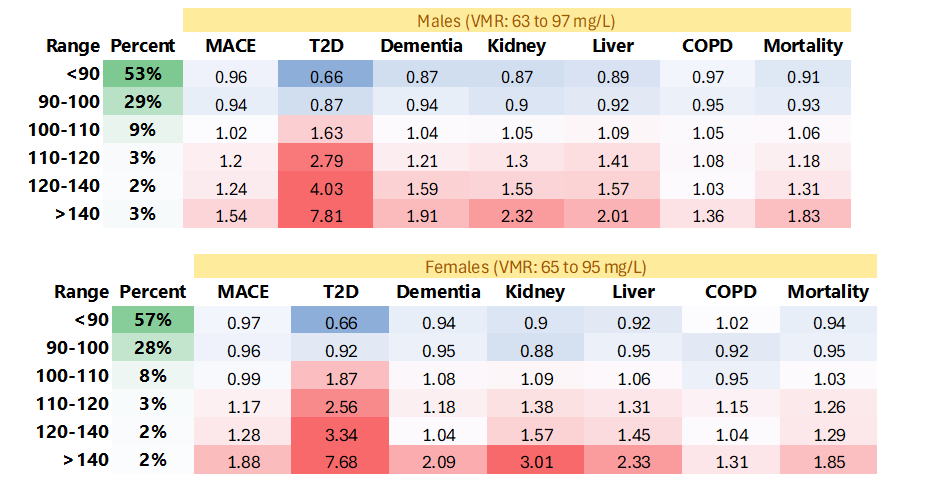 Males (VMR: 63 to 97 mg/L)
Range Percent MACE T2D Dementia Kidney Liver COPD Mortality
<90 53% 0.96 0.66 0.87 0.87 0.89 0.97 0.91
90-100 29% 0.94 0.87 0.94 0.9 0.92 0.95 0.93
100-110 9% 1.02 1.63 1.04 1.05 1.09 1.05 1.06
110-120 3% 1.2 2.79 1.21 1.3 1.41 1.08 1.18
120-140 2% 1.24 4.03 1.59 1.55 1.57 1.03 1.31
>140 3% 1.54 7.81 1.91 2.32 2.01 1.36 1.83
Females (VMR: 65 to 95 mg/L)
Range Percent MACE T2D Dementia Kidney Liver COPD Mortality
<90 57% 0.97 0.66 0.94 0.9 0.92 1.02 0.94
90-100 28% 0.96 0.92 0.95 0.88 0.95 0.92 0.95
100-110 8% 0.99 1.87 1.08 1.09 1.06 0.95 1.03
110-120 3% 1.17 2.56 1.18 1.38 1.31 1.15 1.26
120-140 2% 1.28 3.34 1.04 1.57 1.45 1.04 1.29
>140 2% 1.88 7.68 2.09 3.01 2.33 1.31 1.85